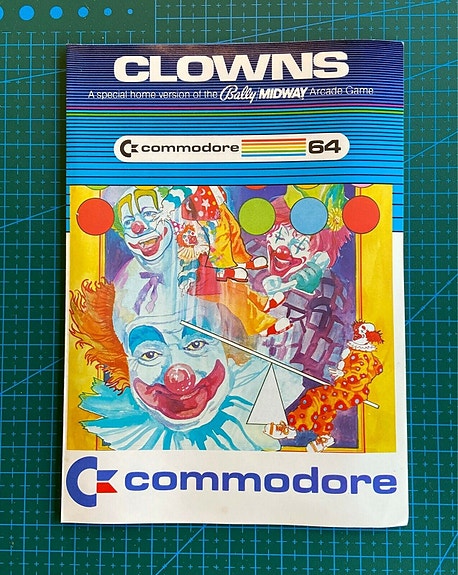 CLOWNS
A special home version of the Bally MIDWAY Arcade Game
commodore 64
commodore